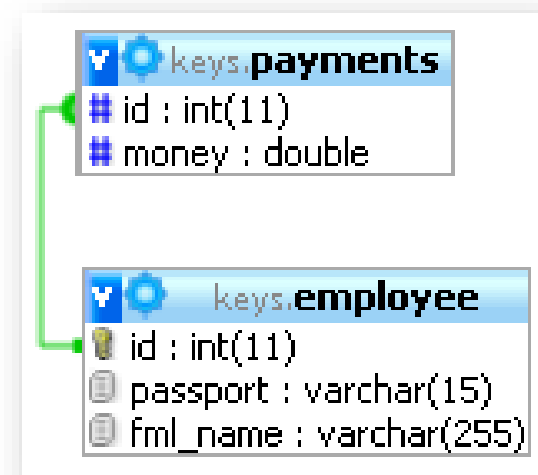 keys.payments
# id : int(11)
# money : double
keys.employee
id : int(11)
passport : varchar(15)
fml_name : varchar(255)